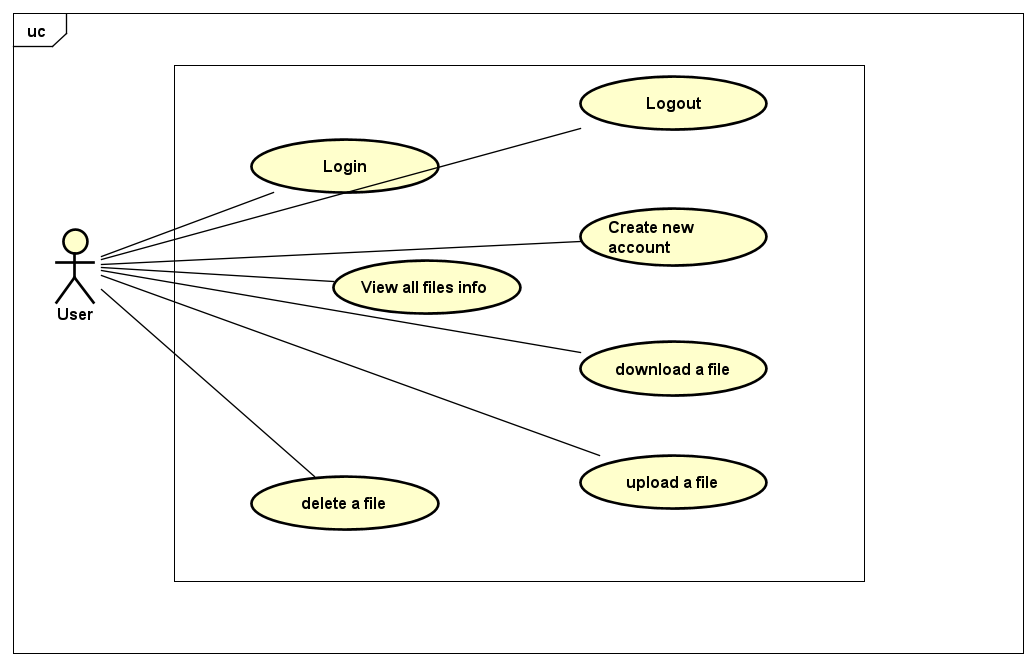 uc
Logout
Login
Create new
account
View all files info
User
download a file
upload a file
delete a file